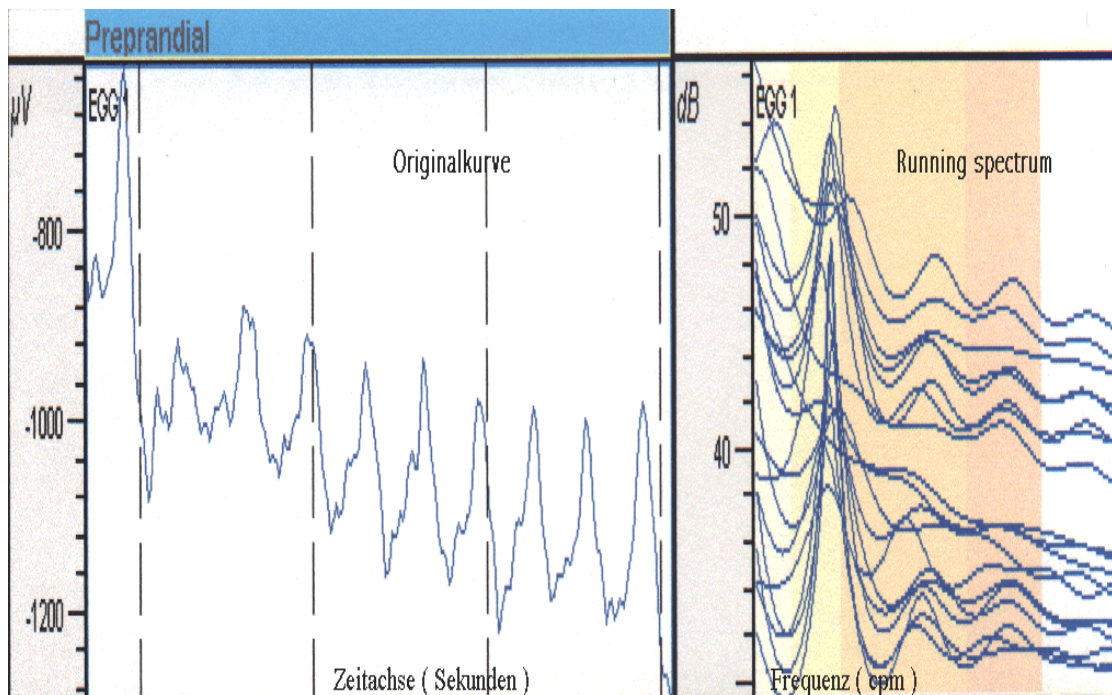 Preprandial
µV
EGG 1
Originalkurve
-800
-1000
-1200
Zeitachse ( Sekunden )
dB
EGG 1
Running spectrum
50
40
Frequenz ( cpm )